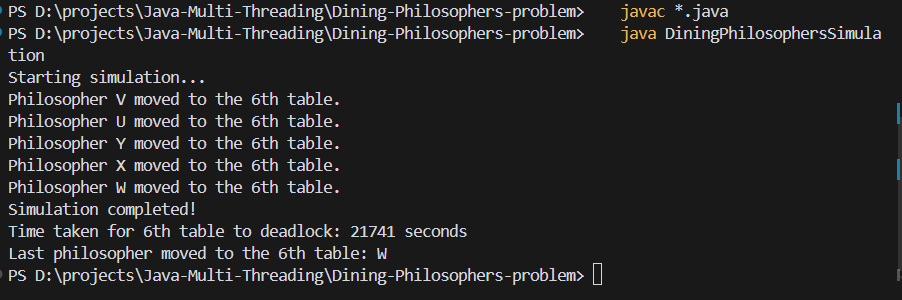 PS D:\projects\Java-Multi-Threading\Dining-Philosophers-problem>    javac *.java
PS D:\projects\Java-Multi-Threading\Dining-Philosophers-problem>    java DiningPhilosophersSimula
tion
Starting simulation...
Philosopher V moved to the 6th table.
Philosopher U moved to the 6th table.
Philosopher Y moved to the 6th table.
Philosopher X moved to the 6th table.
Philosopher W moved to the 6th table.
Simulation completed!
Time taken for 6th table to deadlock: 21741 seconds
Last philosopher moved to the 6th table: W
PS D:\projects\Java-Multi-Threading\Dining-Philosophers-problem>